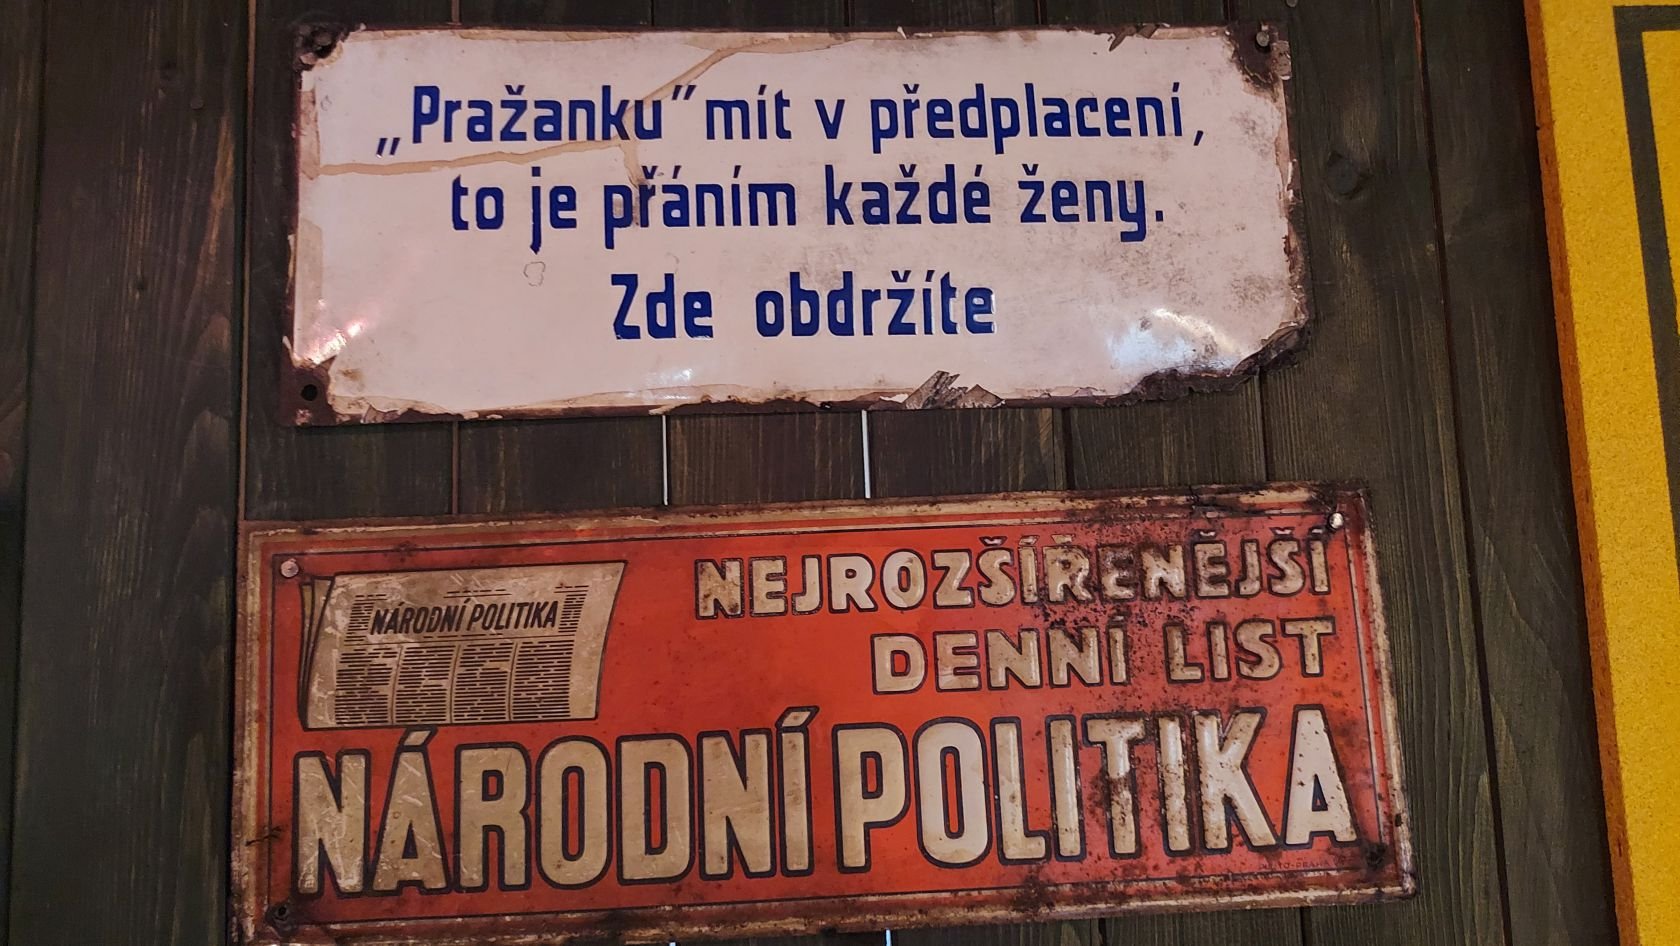 „Pražanku” mít v předplacení,
to je přáním každé ženy.
Zde obdržíte
NÁRODNÍ POLITIKA
NEJROZŠÍŘENĚJŠÍ
DENNÍ LIST
NÁRODNÍ POLITIKA